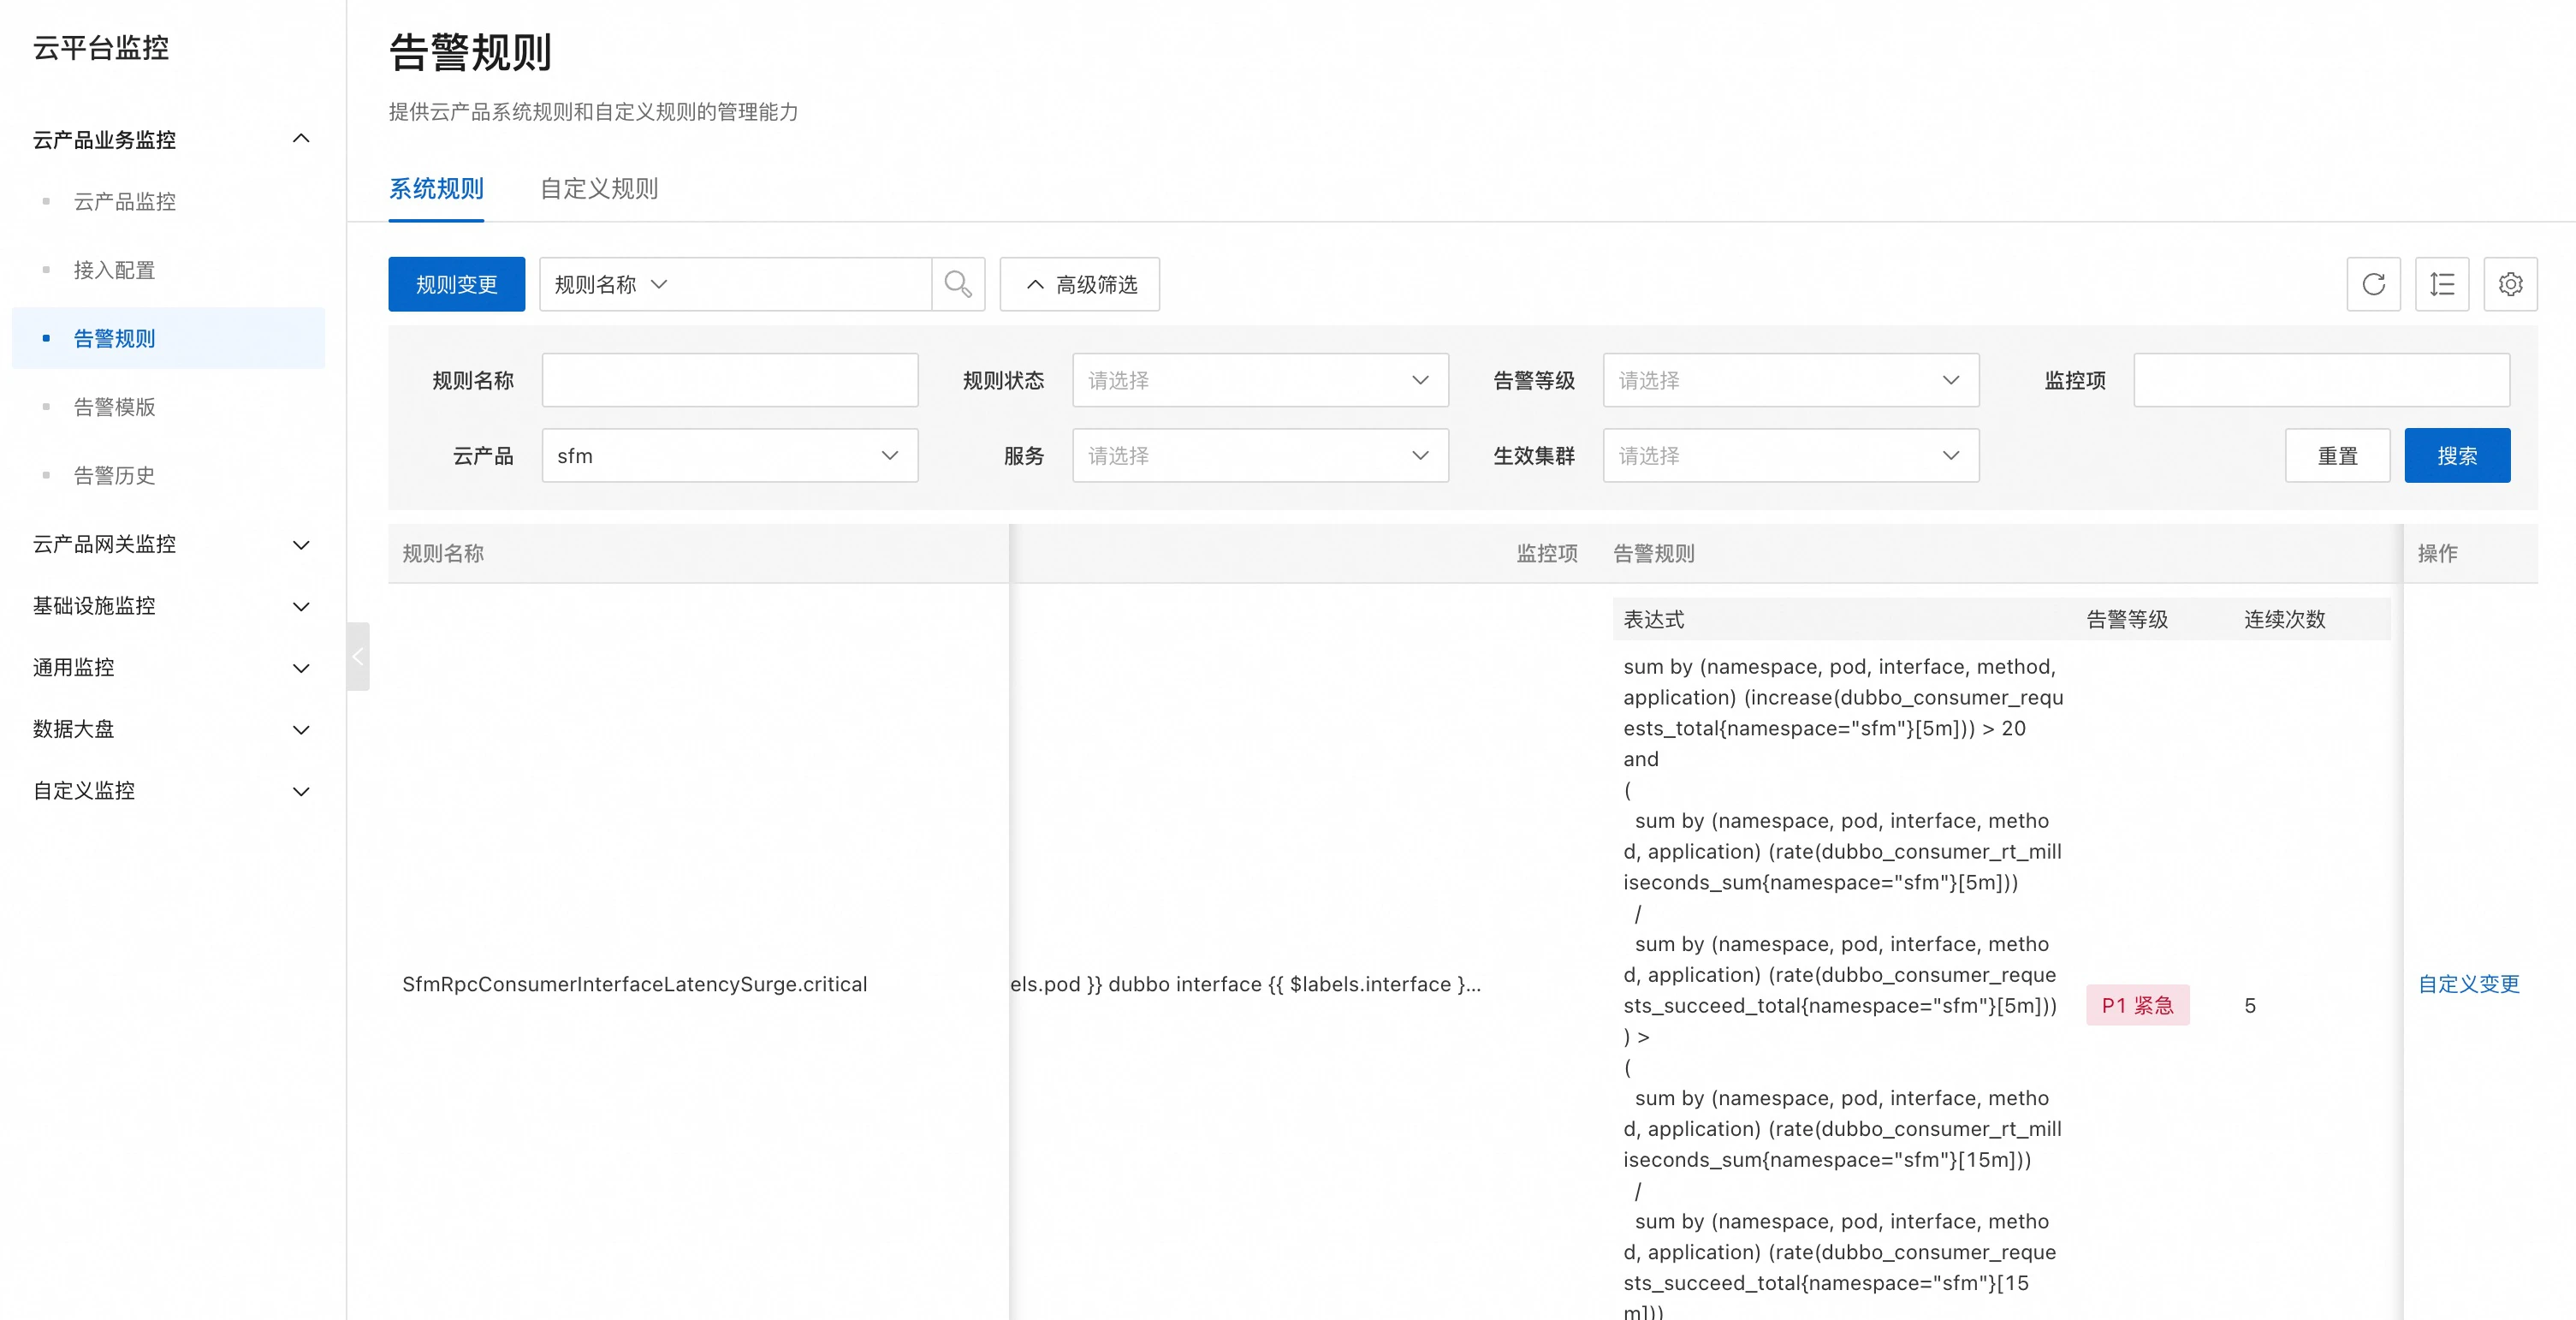 云平台监控
云产品业务监控
云产品监控
接入配置
告警规则
告警模版
告警历史
云产品网关监控
基础设施监控
通用监控
数据大盘
自定义监控
告警规则
提供云产品系统规则和自定义规则的管理能力
系统规则 自定义规则
规则变更 规则名称 高级筛选
规则名称 规则状态 请选择 告警等级 请选择 监控项
云产品 sfm 服务 请选择 生效集群 请选择 重置 搜索
规则名称 监控项 告警规则 操作
表达式 告警等级 连续次数
sum by (namespace, pod, interface, method,
application) (increase(dubbo_consumer_requ
ests_total{namespace="sfm"}[5m])) > 20
and
(
sum by (namespace, pod, interface, metho
d, application) (rate(dubbo_consumer_rt_mill
iseconds_sum{namespace="sfm"}[5m]))
/
sum by (namespace, pod, interface, metho
d, application) (rate(dubbo_consumer_reque
sts_succeed_total{namespace="sfm"}[5m]))
) >
(
sum by (namespace, pod, interface, metho
d, application) (rate(dubbo_consumer_rt_mill
iseconds_sum{namespace="sfm"}[15m]))
/
sum by (namespace, pod, interface, metho
d, application) (rate(dubbo_consumer_reque
sts_succeed_total{namespace="sfm"}[15
m]))
SfmRpcConsumerInterfaceLatencySurge.critical
els.pod }} dubbo interface {{ $labels.interface }...
P1 紧急
5
自定义变更